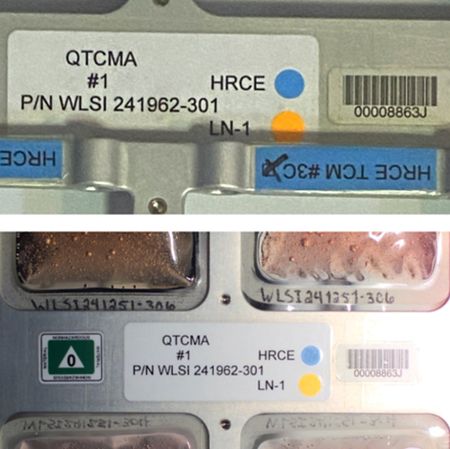 QTCMA
#1
HRCE
P/N WLSI 241962-301
LN-1
00008863J
HRCE
HRCE TCM #3C
WLSI241251-306
WLSI241251-306
QTCMA
#1
HRCE
P/N WLSI 241962-301
LN-1
0
00008863J